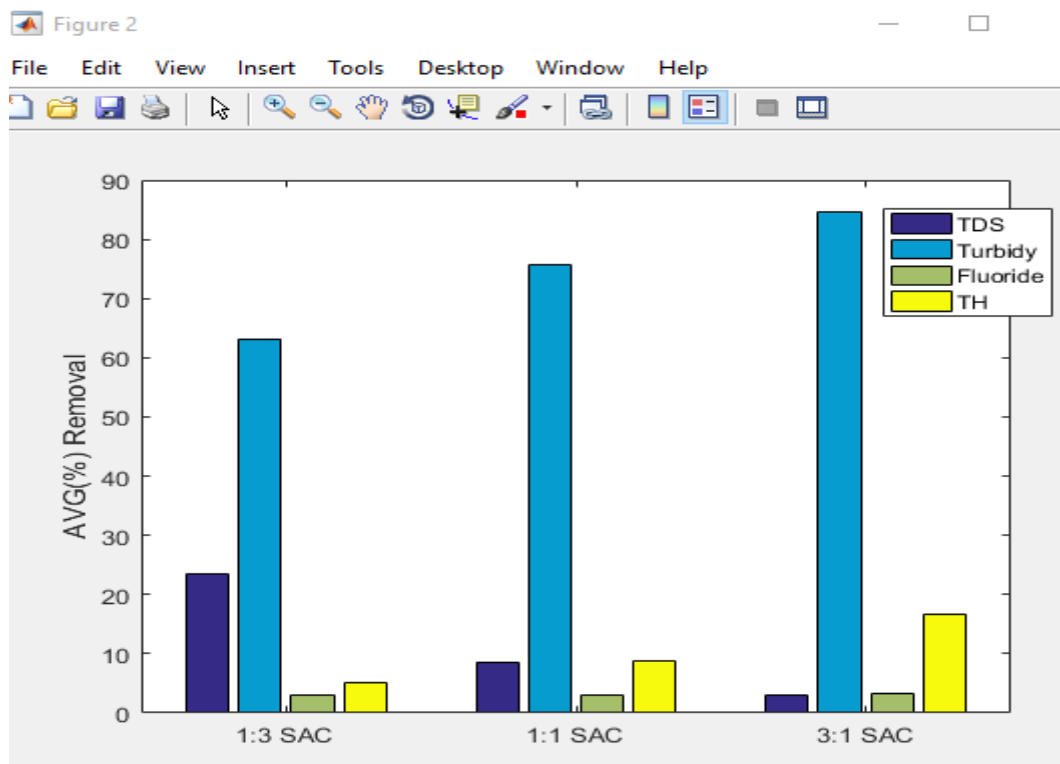 Figure 2
File Edit View Insert Tools Desktop Window Help
90
80
70
60
50
40
30
20
10
0
AVG(%) Removal
TDS
Turbidy
Fluoride
TH
1:3 SAC 1:1 SAC 3:1 SAC